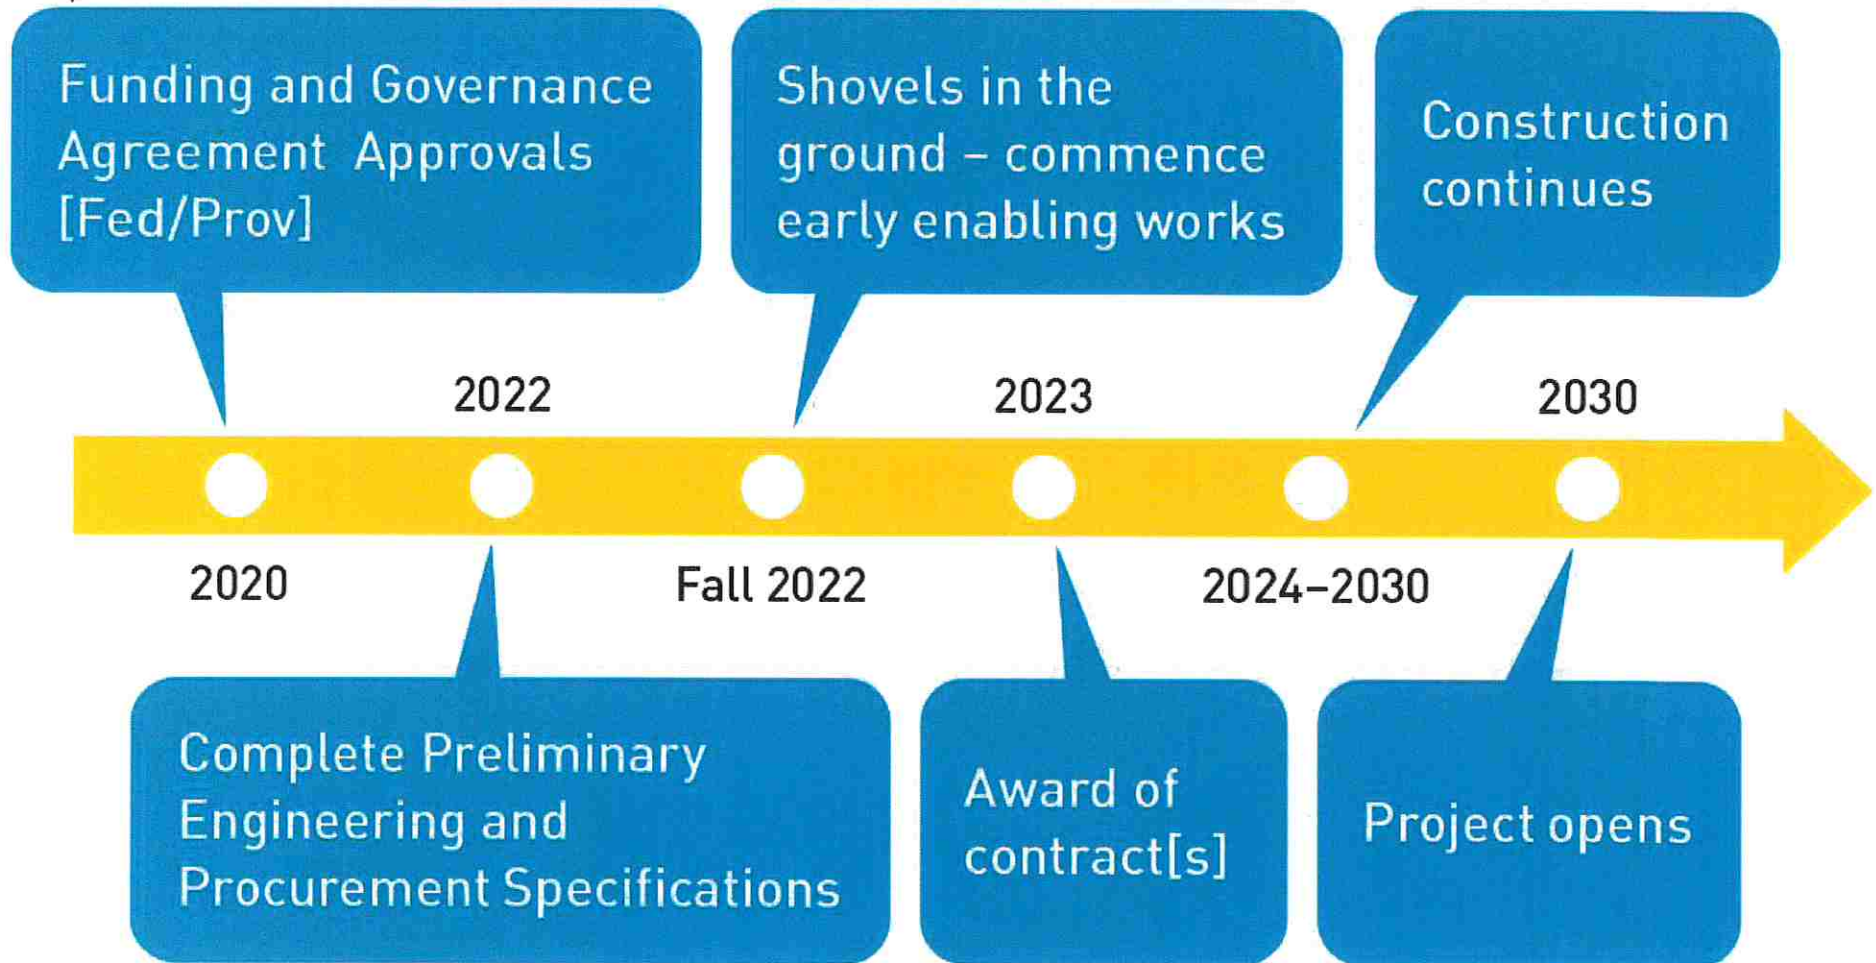 Funding and Governance
Agreement Approvals
[Fed/Prov]
Shovels in the
ground – commence
early enabling works
Construction
continues
2022
2023
2030
2020
Fall 2022
2024–2030
Complete Preliminary
Engineering and
Procurement Specifications
Award of
contract[s]
Project opens